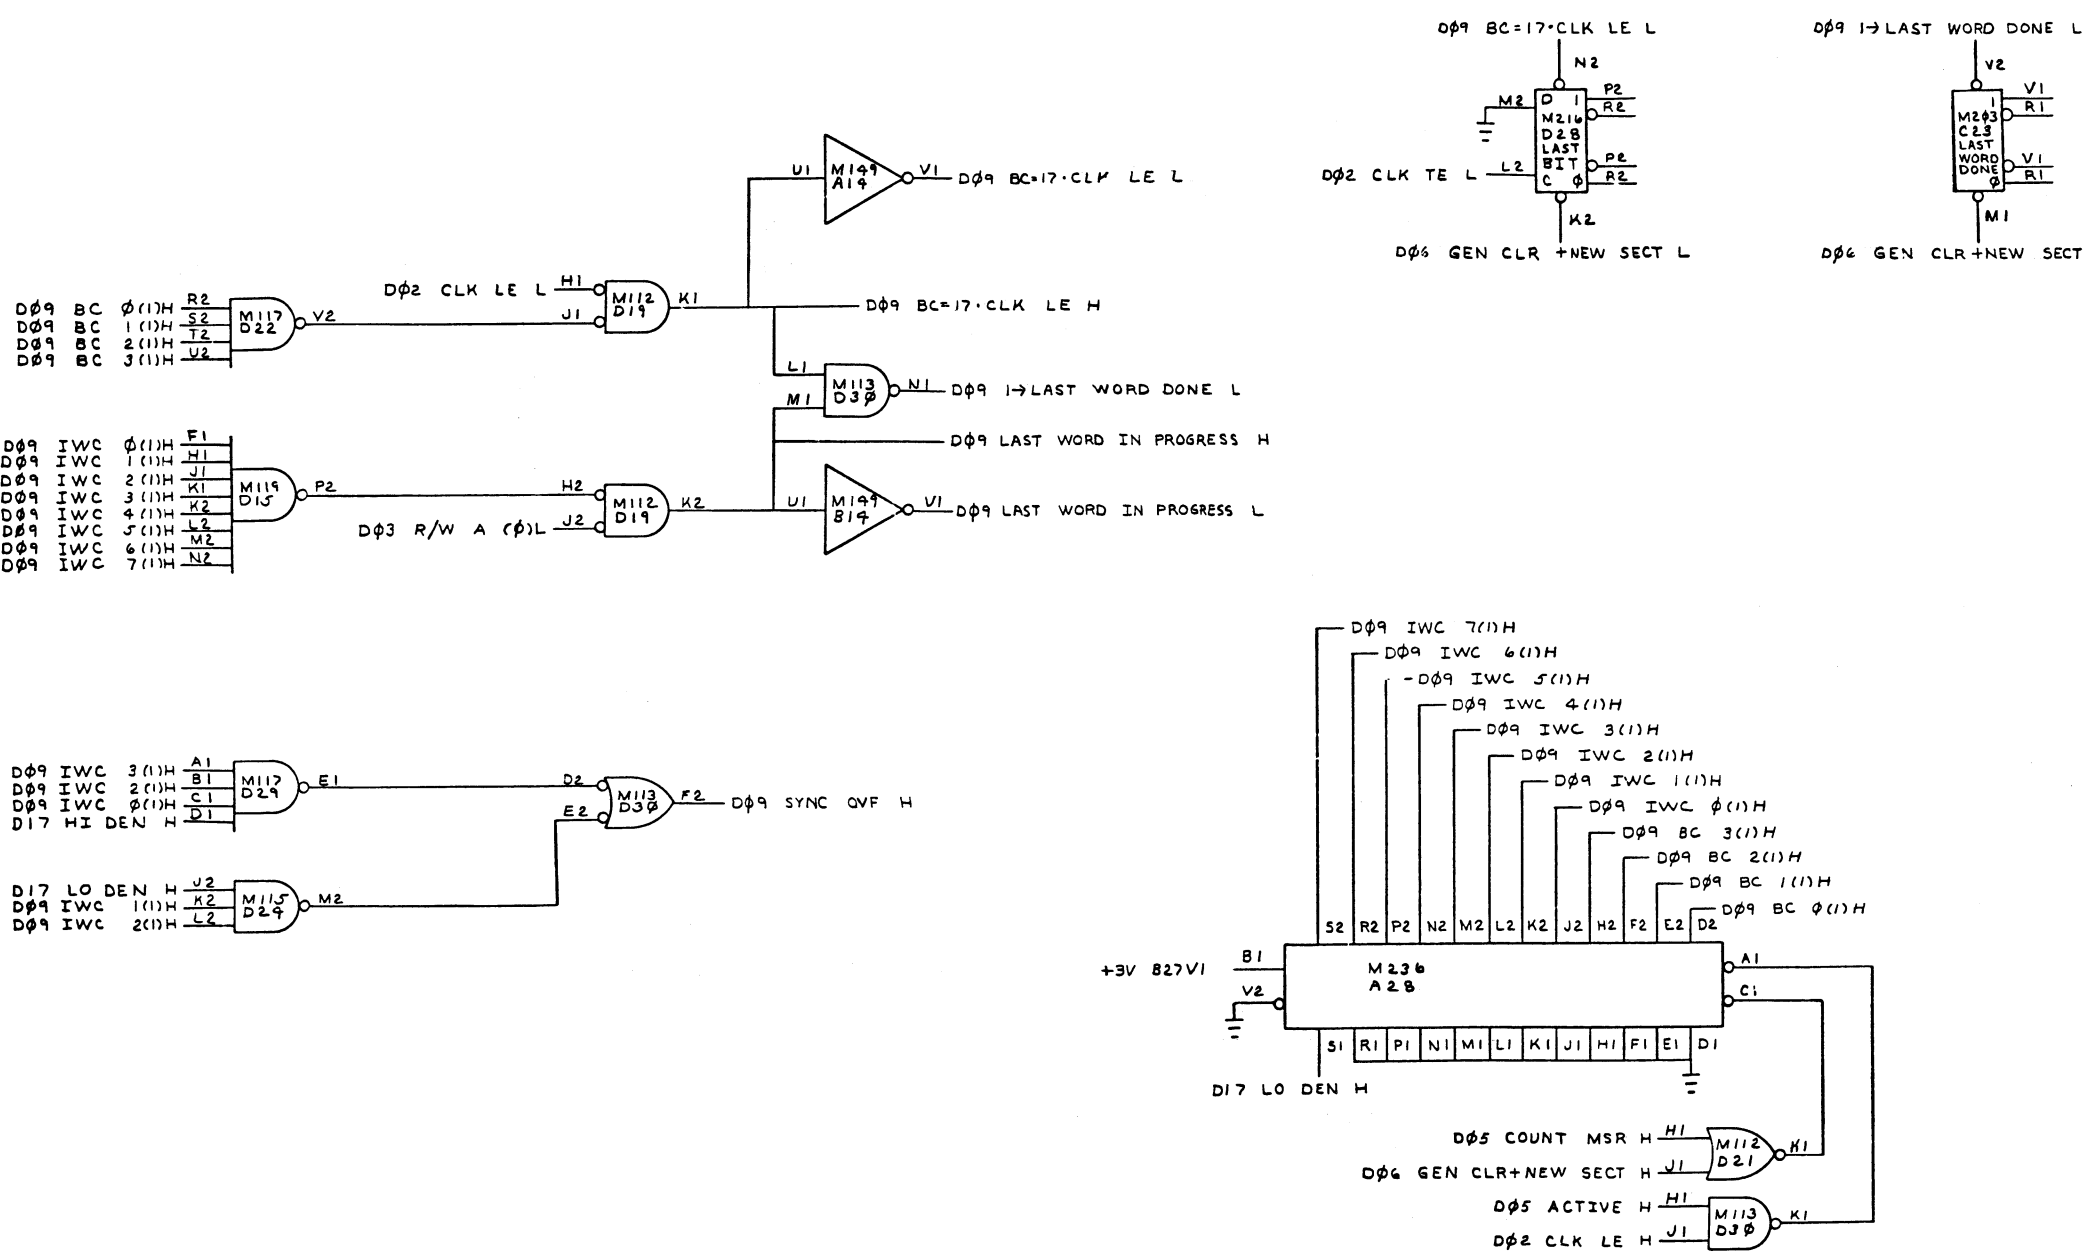 DØ9 BC=17·CLK LE L
N2
M2
D 1
M216
D28
LAST
BIT
C Ø
P2
R2
P2
R2
DØ2 CLK TE L
L2
K2
DØ6 GEN CLR +NEW SECT L
DØ9 1→LAST WORD DONE L
V2
1
M2Ø3
C23
LAST
WORD
DONE
Ø
V1
R1
V1
R1
M1
DØ6 GEN CLR+NEW SECT
U1
M149
A14
V1
DØ9 BC=17·CLK LE L
DØ9 BC Ø(1)H R2
DØ9 BC 1(1)H S2
DØ9 BC 2(1)H T2
DØ9 BC 3(1)H U2
M117
D22
V2
DØ2 CLK LE L H1
J1
M112
D19
K1
DØ9 BC=17·CLK LE H
L1
M1
M113
D3Ø
N1
DØ9 1→LAST WORD DONE L
DØ9 LAST WORD IN PROGRESS H
DØ9 IWC Ø(1)H F1
DØ9 IWC 1(1)H H1
DØ9 IWC 2(1)H J1
DØ9 IWC 3(1)H K1
DØ9 IWC 4(1)H K2
DØ9 IWC 5(1)H L2
DØ9 IWC 6(1)H M2
DØ9 IWC 7(1)H N2
M119
D15
P2
H2
DØ3 R/W A (Ø)L J2
M112
D19
K2
U1
M149
B14
V1
DØ9 LAST WORD IN PROGRESS L
DØ9 IWC 3(1)H A1
DØ9 IWC 2(1)H B1
DØ9 IWC Ø(1)H C1
D17 HI DEN H D1
M117
D29
E1
D2
E2
M113
D3Ø
F2
DØ9 SYNC OVF H
D17 LO DEN H J2
DØ9 IWC 1(1)H K2
DØ9 IWC 2(1)H L2
M115
D24
M2
DØ9 IWC 7(1)H
DØ9 IWC 6(1)H
DØ9 IWC 5(1)H
DØ9 IWC 4(1)H
DØ9 IWC 3(1)H
DØ9 IWC 2(1)H
DØ9 IWC 1(1)H
DØ9 IWC Ø(1)H
DØ9 BC 3(1)H
DØ9 BC 2(1)H
DØ9 BC 1(1)H
DØ9 BC Ø(1)H
S2 R2 P2 N2 M2 L2 K2 J2 H2 F2 E2 D2
+3V B27V1 B1
V2
M236
A28
A1
C1
S1 R1 P1 N1 M1 L1 K1 J1 H1 F1 E1 D1
D17 LO DEN H
DØ5 COUNT MSR H H1
DØ6 GEN CLR+NEW SECT H J1
M112
D21
K1
DØ5 ACTIVE H H1
DØ2 CLK LE H J1
M113
D3Ø
K1